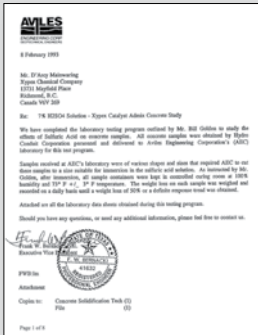 AVILES
ENGINEERING CORP
8 February 1993
Mr. D'Arcy Mainwaring
Xypex Chemical Company
13731 Mayfield Place
Richmond, B.C.
Canada V6V 2G9
Re: 7% H2SO4 Solution - Xypex Catalyst Admix Concrete Study
We have completed the laboratory testing program outlined by Mr. Bill Golden to study the
effects of Sulfuric Acid on concrete samples. All concrete samples were obtained by Hydro
Conduit Corporation personnel and delivered to Aviles Engineering Corporation's (AEC)
laboratory for this test program.
Samples received at AEC's laboratory were of various shapes and sizes that required AEC to cut
these samples to a size suitable for immersion in the sulfuric acid solution. As instructed by Mr.
Golden, after immersion, all sample containers were kept in controlled curing room at 100%
humidity and 73° F +/_ 3° F temperature. The weight loss on each sample was weighed and
recorded on a daily basis until a weight loss of 50% or a definite response trend was obtained.
Attached are all the laboratory data sheets obtained during this testing program.
Should you have any questions, or need any additional information, please feel free to contact us.
Frank W.
Executive Vice
F. W. BERNACKI
41632
FWB
Attachment
Copies to: Concrete Solidification Tech (1)
File (1)
Page 1 of 8